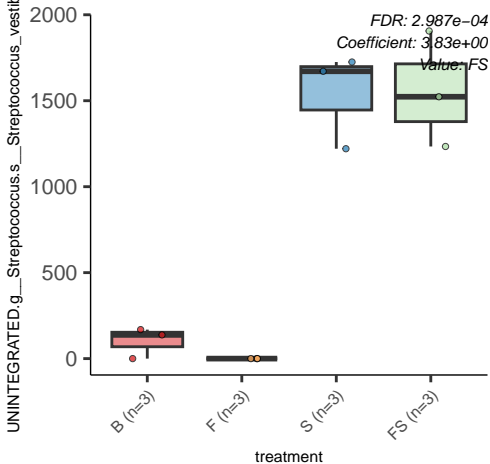 FDR: 2.987e−04
Coefficient: 3.83e+00
Value: FS
UNINTEGRATED.g__Streptococcus.s__Streptococcus_vestib
2000
1500
1000
500
0
B (n=3)
F (n=3)
S (n=3)
FS (n=3)
treatment